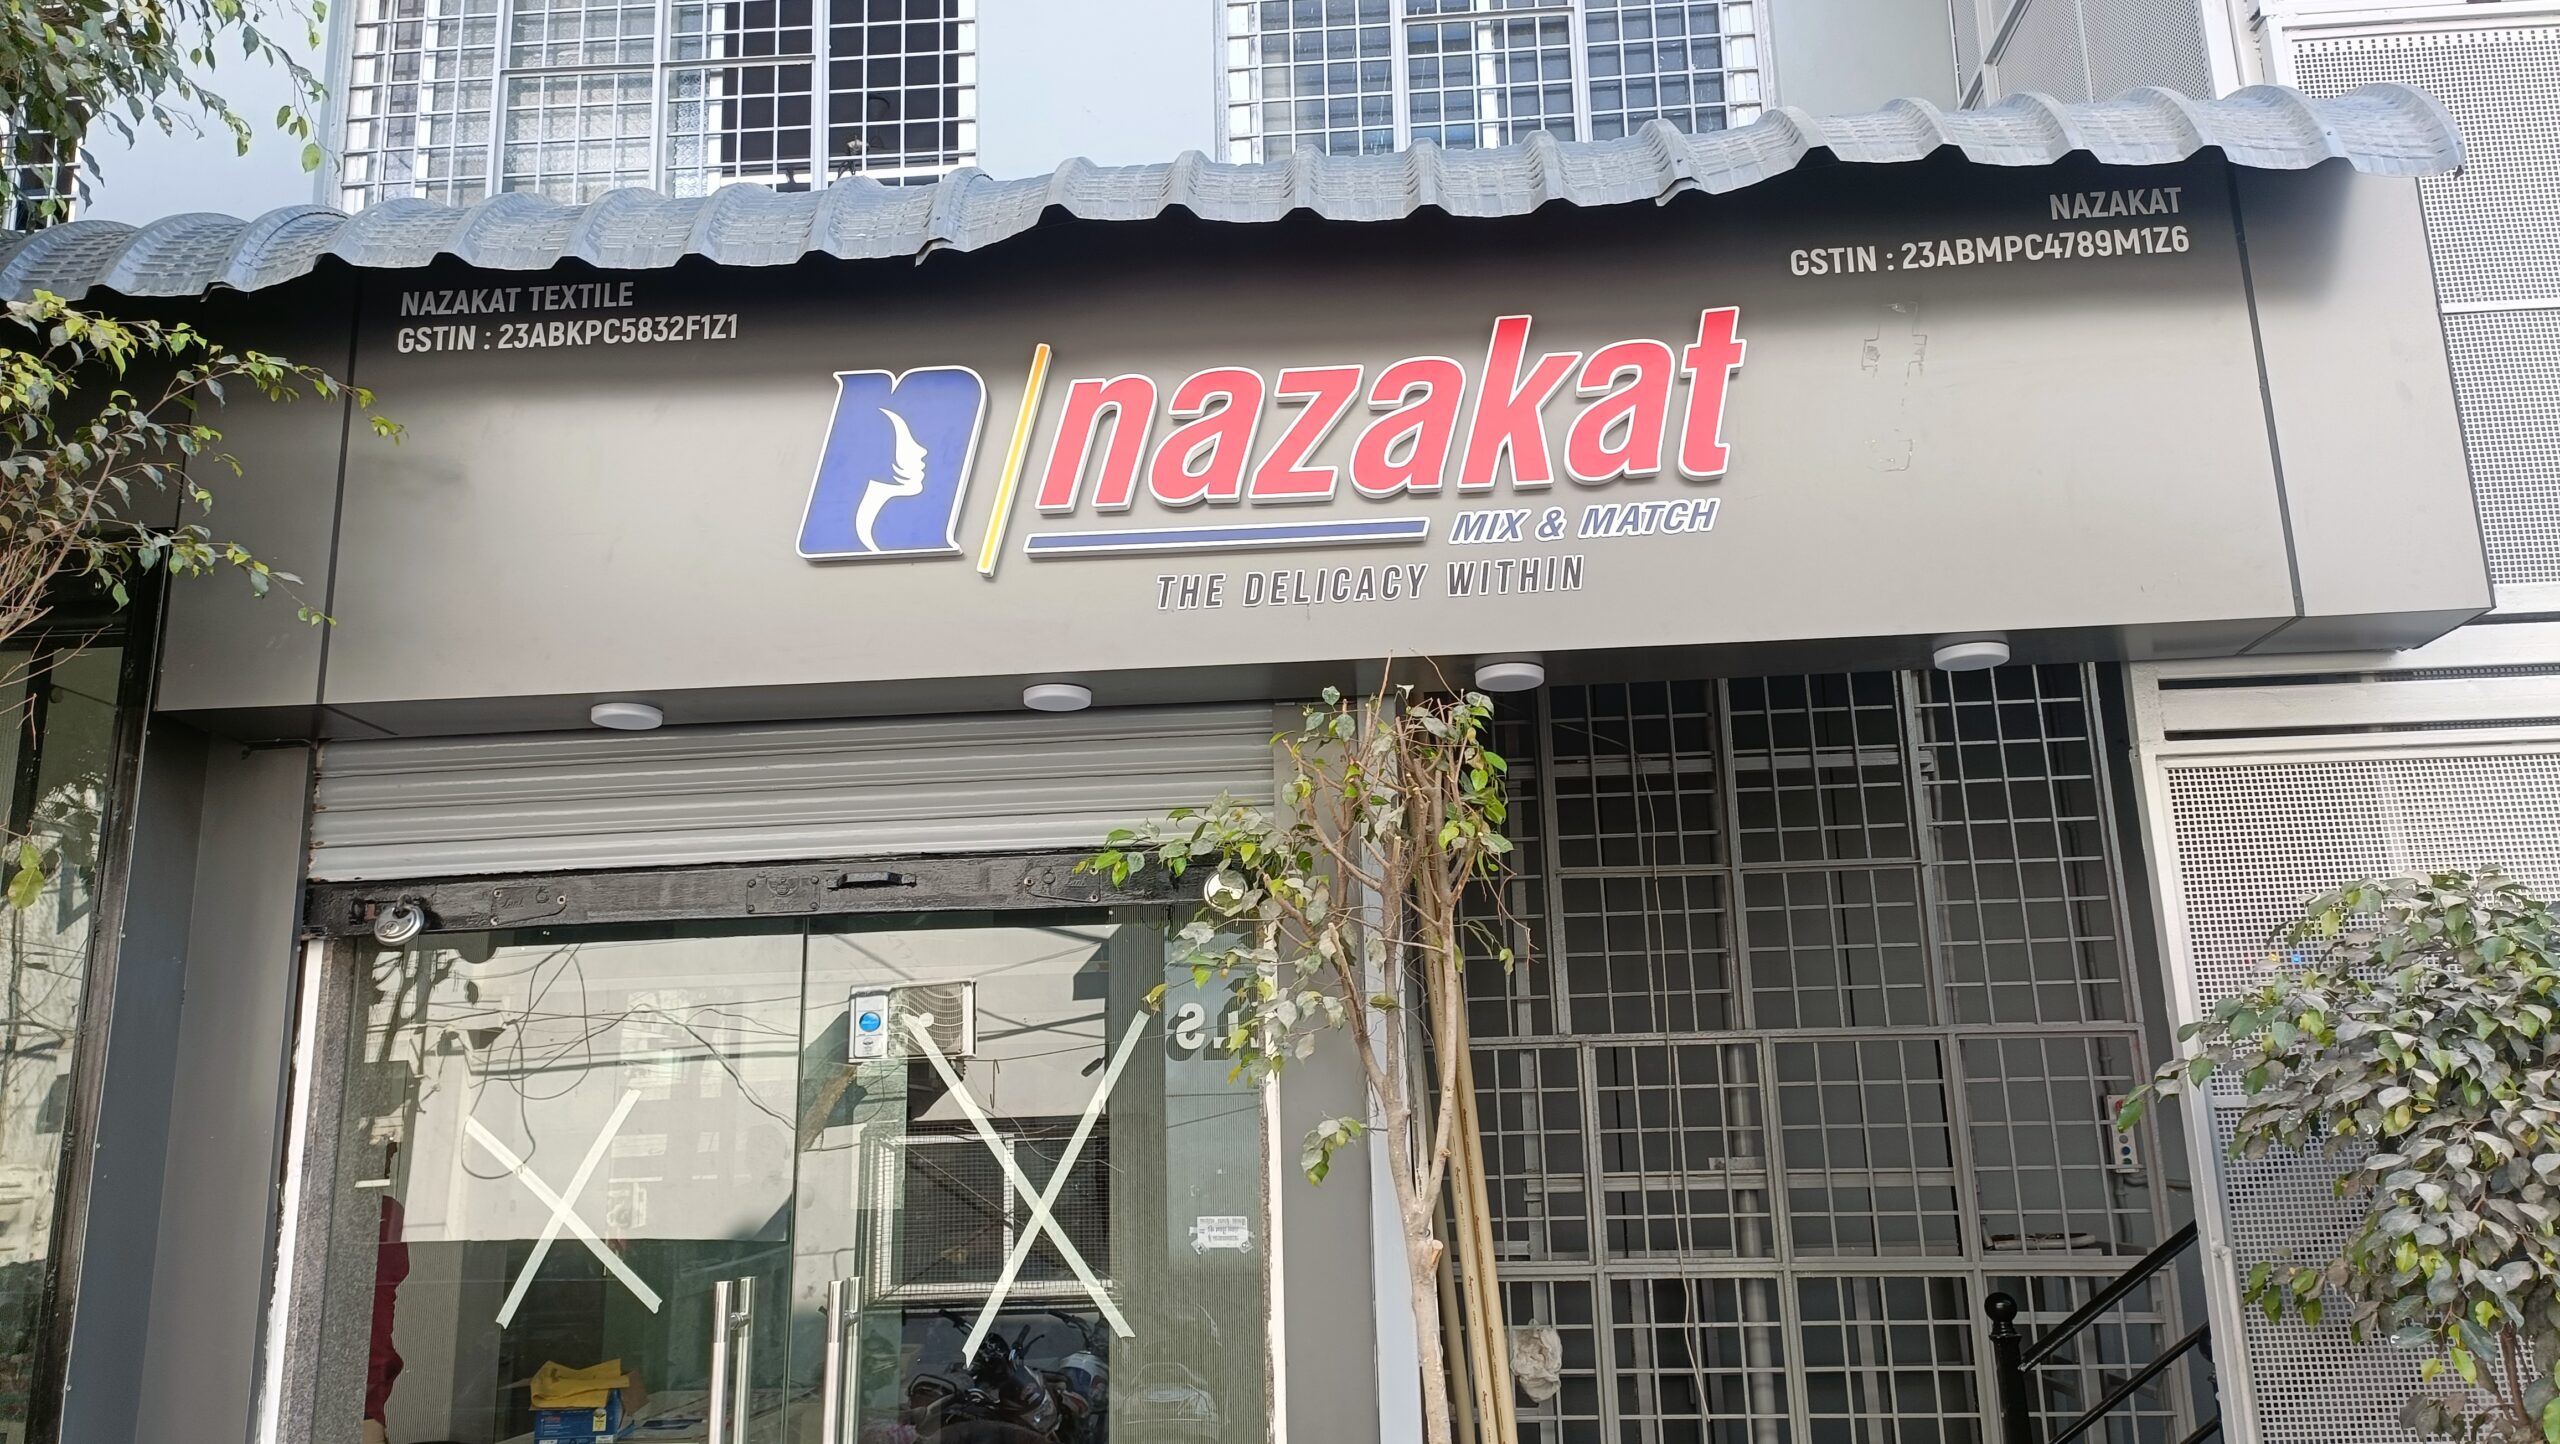 NAZAKAT TEXTILE
GSTIN : 23ABKPC5832F1Z1
NAZAKAT
GSTIN : 23ABMPC4789M1Z6
n
nazakat
MIX & MATCH
THE DELICACY WITHIN